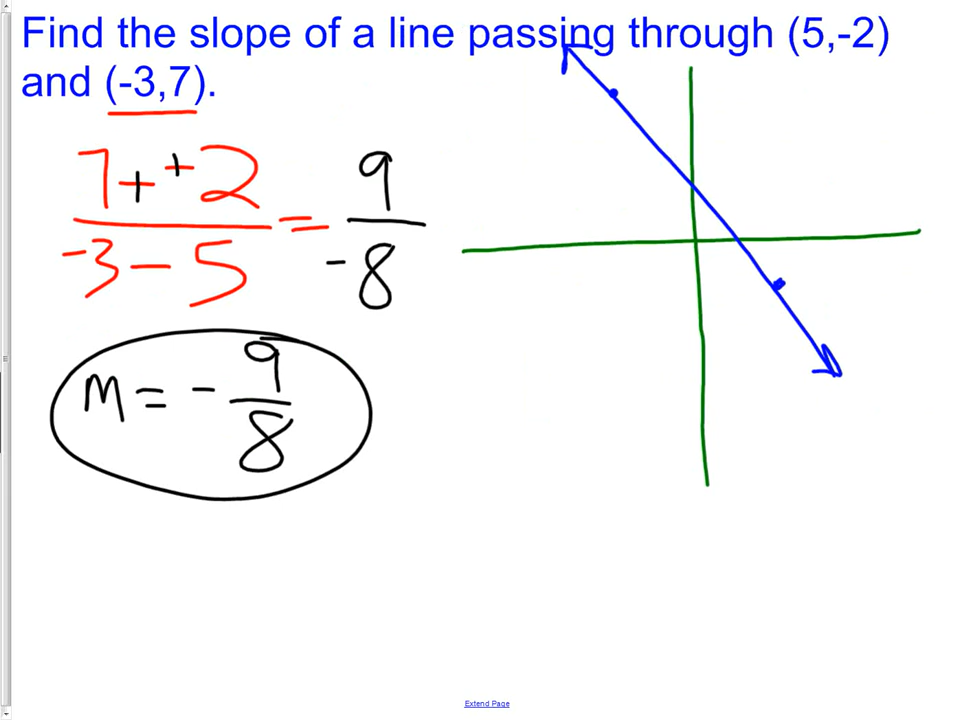 Find the slope of a line passing through (5,-2)
and (-3,7).
7 + +2 / -3 - 5 = 9 / -8
m = - 9 / 8
Extend Page